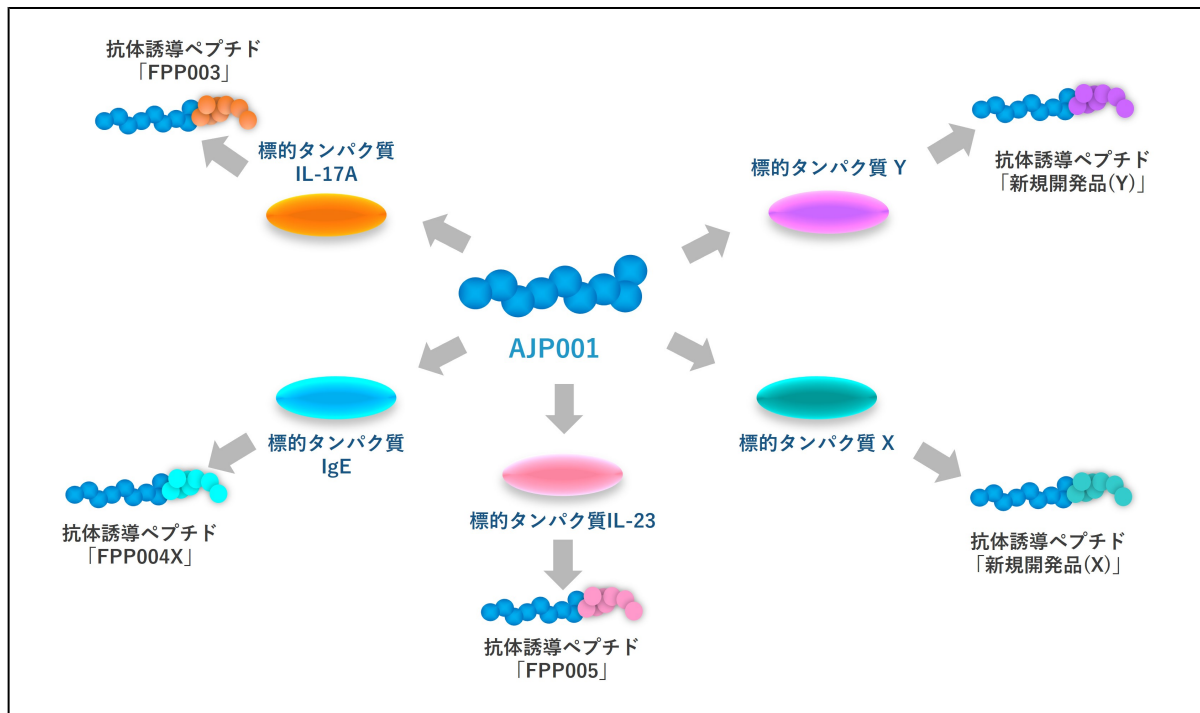 抗体誘導ペプチド
「FPP003」
標的タンパク質
IL-17A
標的タンパク質 Y
抗体誘導ペプチド
「新規開発品(Y)」
AJP001
標的タンパク質
IgE
抗体誘導ペプチド
「FPP004X」
標的タンパク質IL-23
抗体誘導ペプチド
「FPP005」
標的タンパク質 X
抗体誘導ペプチド
「新規開発品(X)」